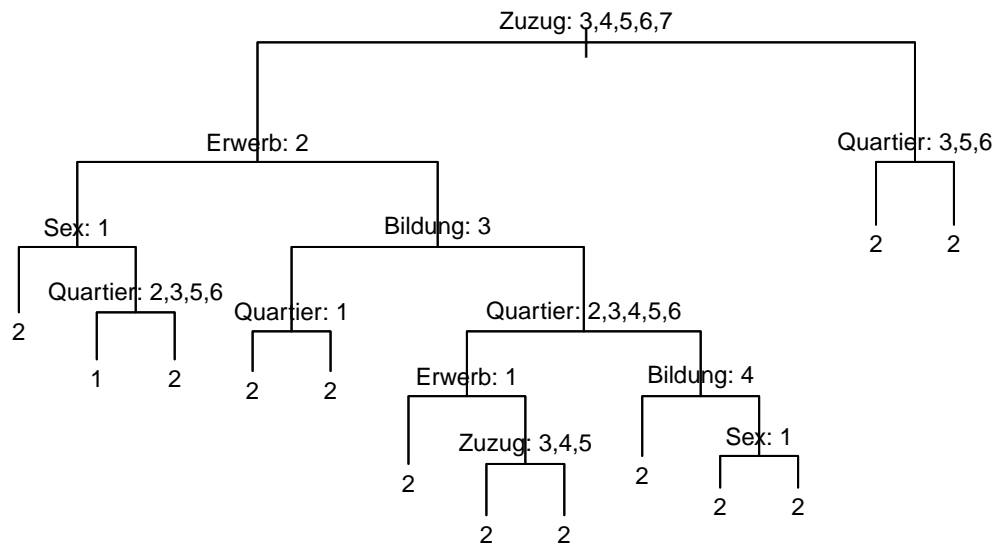 Zuzug: 3,4,5,6,7
Erwerb: 2
Quartier: 3,5,6
Sex: 1
Bildung: 3
2
2
Quartier: 2,3,5,6
Quartier: 1
Quartier: 2,3,4,5,6
2
1
2
2
2
Erwerb: 1
Bildung: 4
Zuzug: 3,4,5
Sex: 1
2
2
2
2
2
2